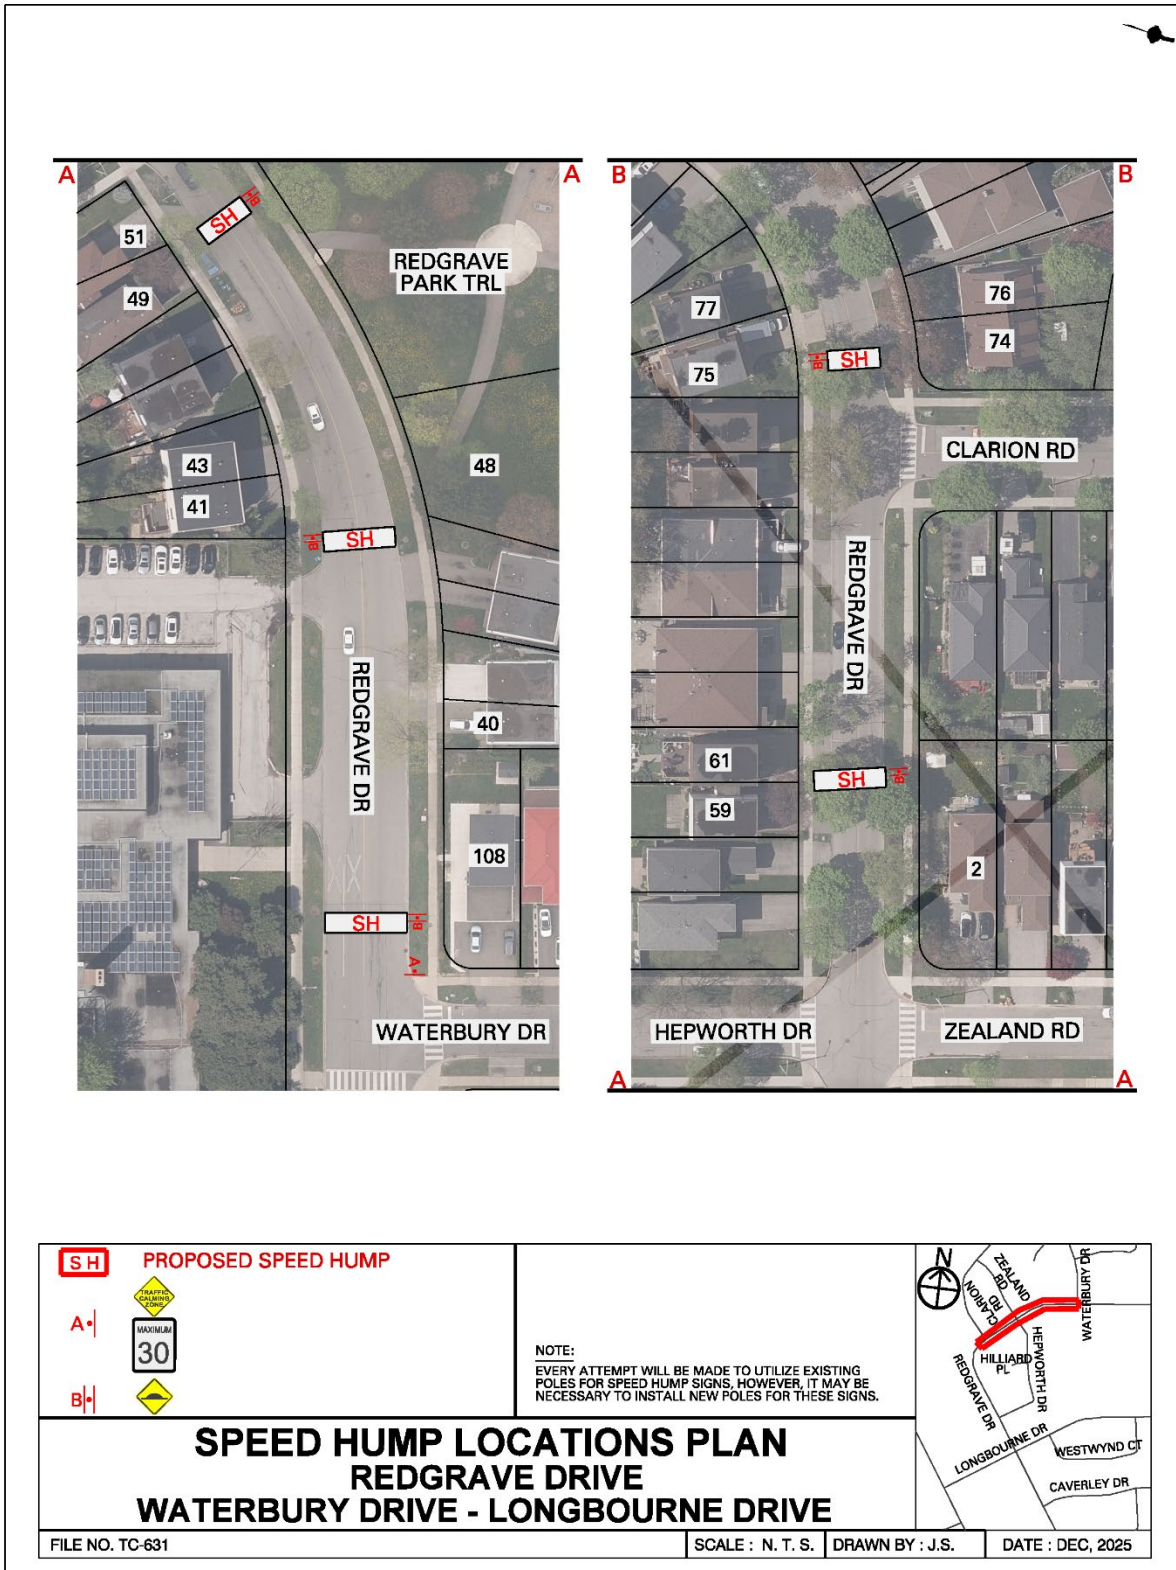 A
A
SH
B
51
REDGRAVE
PARK TRL
49
43
48
41
B
SH
REDGRAVE DR
40
108
SH
B
A
WATERBURY DR
B
B
77
76
74
75
B
SH
CLARION RD
REDGRAVE DR
61
SH
B
59
2
HEPWORTH DR
ZEALAND RD
A
A
SH
PROPOSED SPEED HUMP
TRAFFIC
CALMING
ZONE
A
MAXIMUM
30
B
NOTE:
EVERY ATTEMPT WILL BE MADE TO UTILIZE EXISTING
POLES FOR SPEED HUMP SIGNS, HOWEVER, IT MAY BE
NECESSARY TO INSTALL NEW POLES FOR THESE SIGNS.
N
ZEALAND
RD
CLARION
RD
WATERBURY DR
HILLIARD
PL
HEPWORTH DR
REDGRAVE DR
LONGBOURNE DR
WESTWYND CT
CAVERLEY DR
SPEED HUMP LOCATIONS PLAN
REDGRAVE DRIVE
WATERBURY DRIVE - LONGBOURNE DRIVE
FILE NO. TC-631
SCALE : N. T. S.
DRAWN BY : J.S.
DATE : DEC, 2025